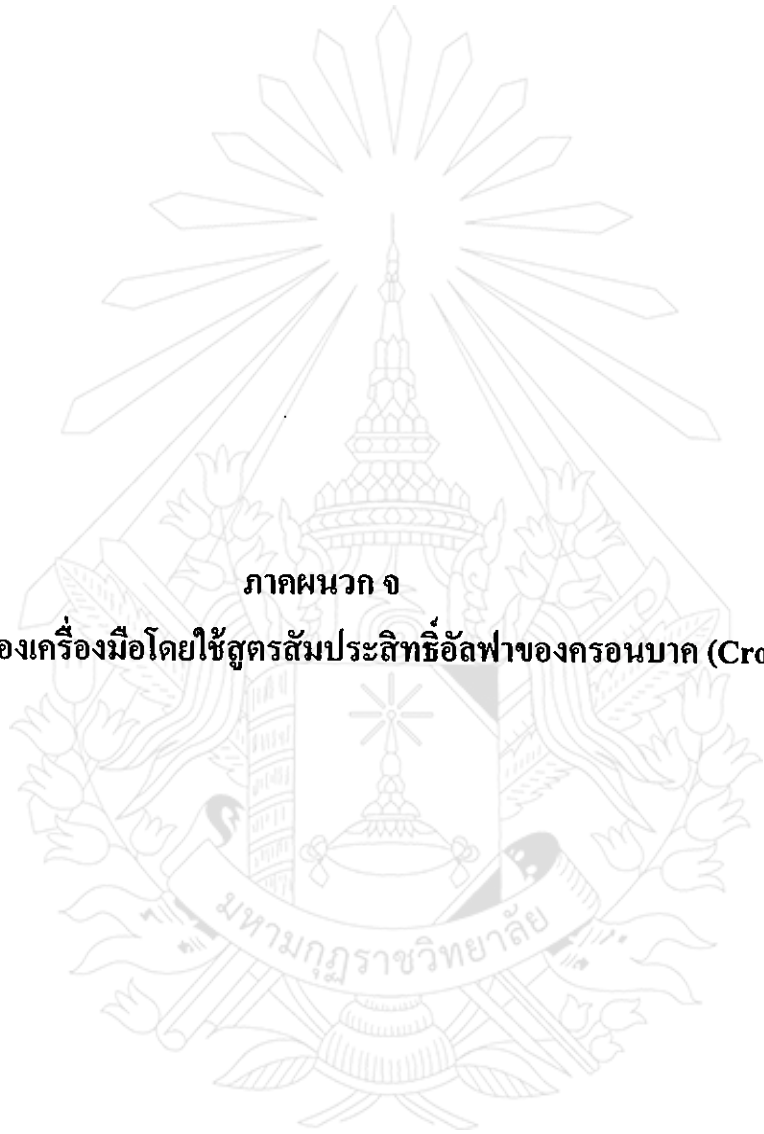 ภาคผนวก จ
องเครื่องมือโดยใช้สูตรสัมประสิทธิ์อัลฟาของครอนบาค (Cro
มหามกุฏราชวิทยาลัย